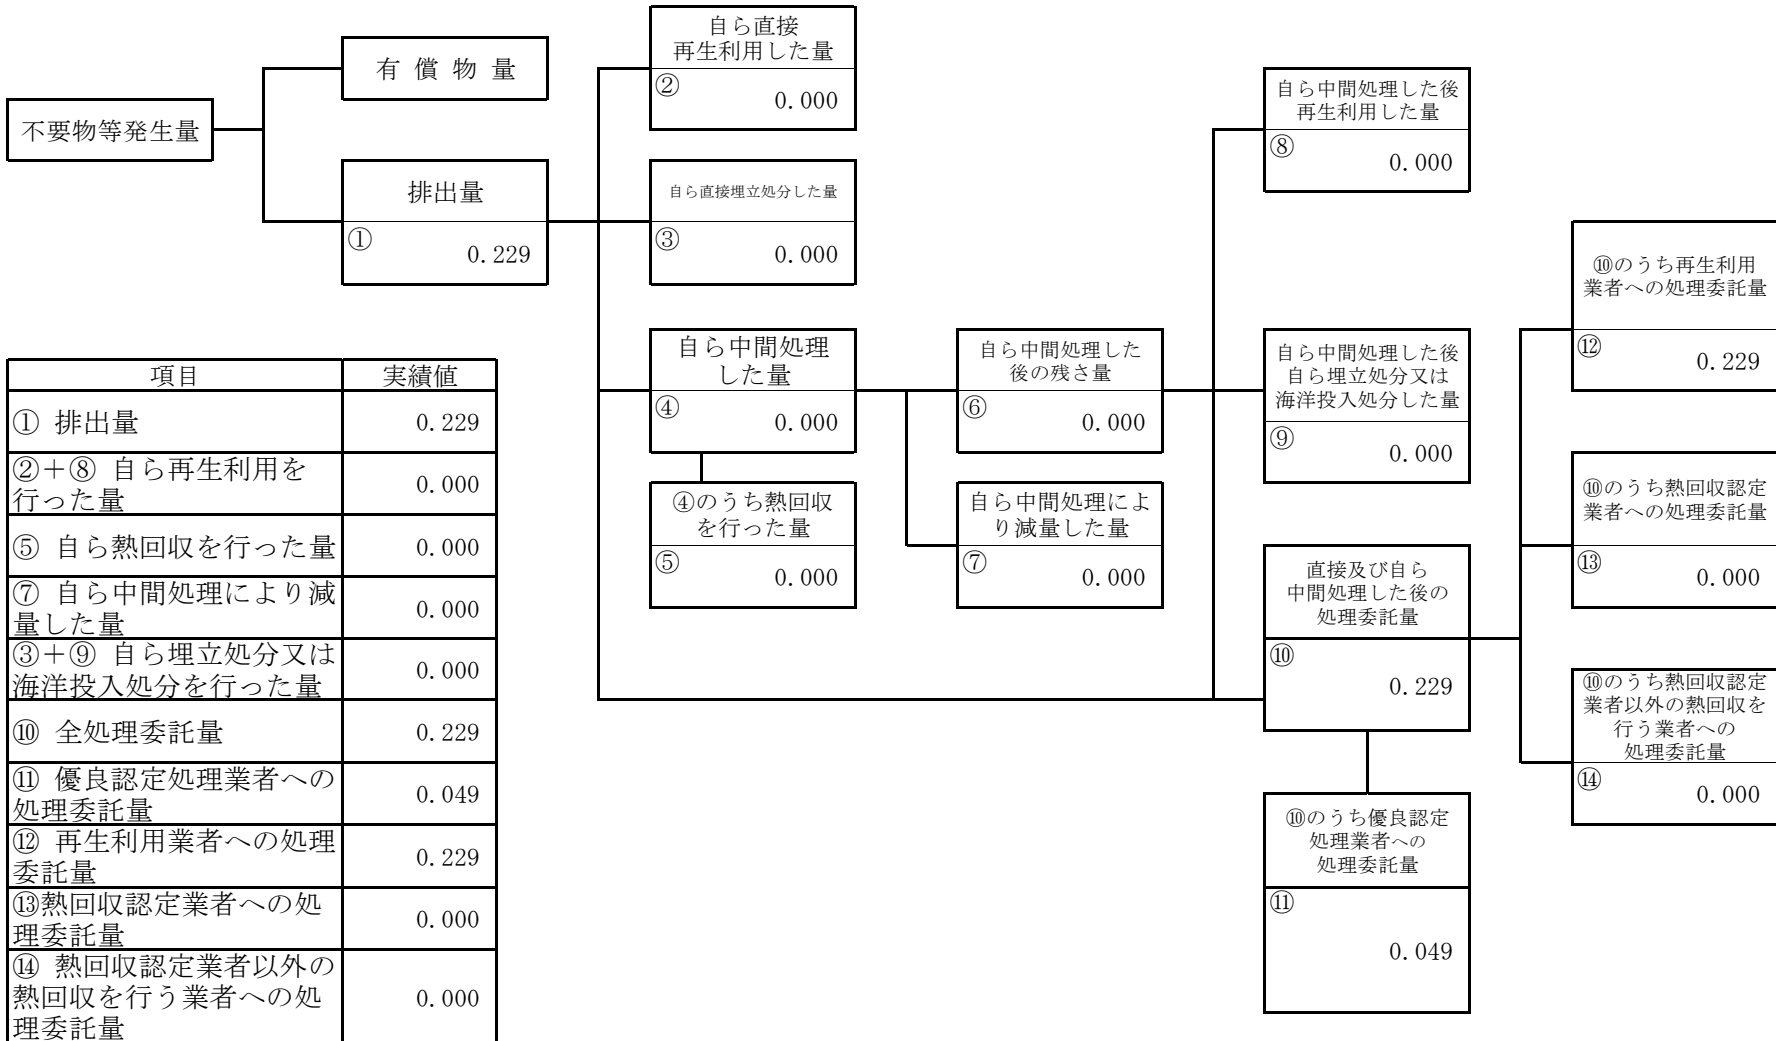 不要物等発生量
有 償 物 量
排出量
① 0.229
自ら直接
再生利用した量
② 0.000
自ら直接埋立処分した量
③ 0.000
自ら中間処理
した量
④ 0.000
④のうち熱回収
を行った量
⑤ 0.000
自ら中間処理した
後の残さ量
⑥ 0.000
自ら中間処理によ
り減量した量
⑦ 0.000
自ら中間処理した後
再生利用した量
⑧ 0.000
自ら中間処理した後
自ら埋立処分又は
海洋投入処分した量
⑨ 0.000
直接及び自ら
中間処理した後の
処理委託量
⑩ 0.229
⑩のうち優良認定
処理業者への
処理委託量
⑪ 0.049
⑩のうち再生利用
業者への処理委託量
⑫ 0.229
⑩のうち熱回収認定
業者への処理委託量
⑬ 0.000
⑩のうち熱回収認定
業者以外の熱回収を
行う業者への
処理委託量
⑭ 0.000
項目 実績値
① 排出量 0.229
②＋⑧ 自ら再生利用を
行った量 0.000
⑤ 自ら熱回収を行った量 0.000
⑦ 自ら中間処理により減
量した量 0.000
③＋⑨ 自ら埋立処分又は
海洋投入処分を行った量 0.000
⑩ 全処理委託量 0.229
⑪ 優良認定処理業者への
処理委託量 0.049
⑫ 再生利用業者への処理
委託量 0.229
⑬熱回収認定業者への処
理委託量 0.000
⑭ 熱回収認定業者以外の
熱回収を行う業者への処
理委託量 0.000